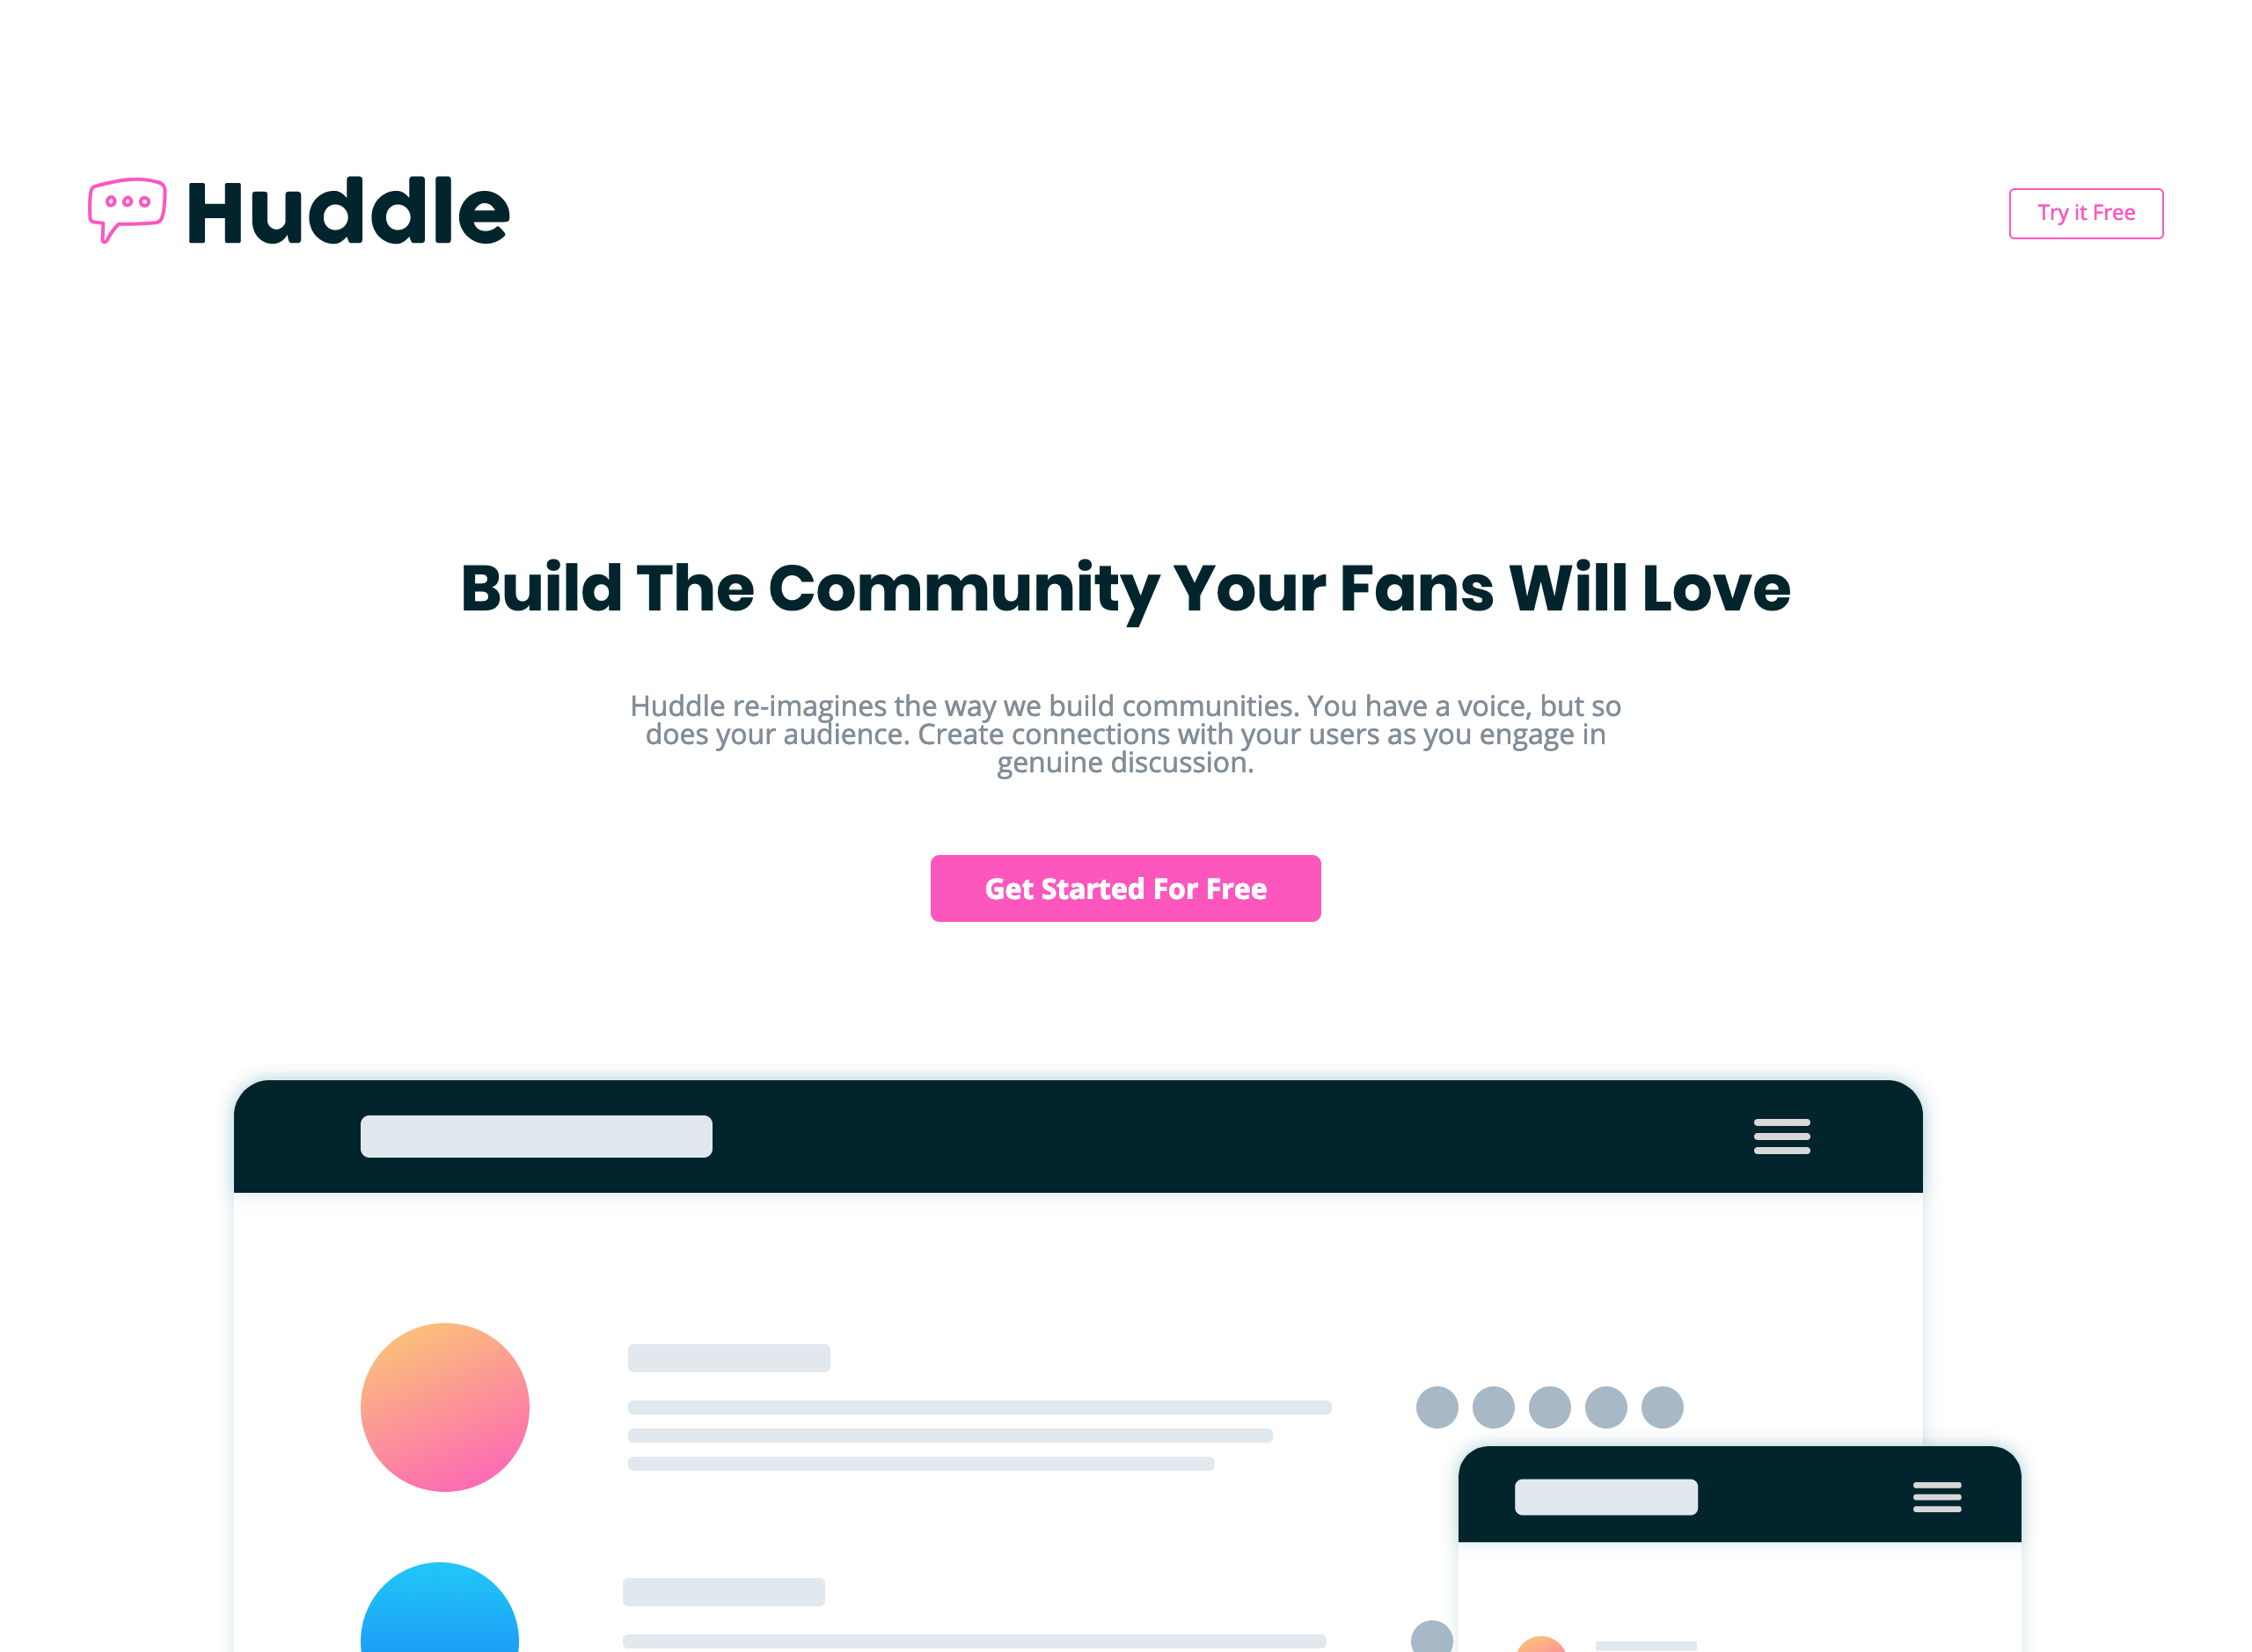 Huddle
Try it Free
Build The Community Your Fans Will Love
Huddle re-imagines the way we build communities. You have a voice, but so
does your audience. Create connections with your users as you engage in
genuine discussion.
Get Started For Free